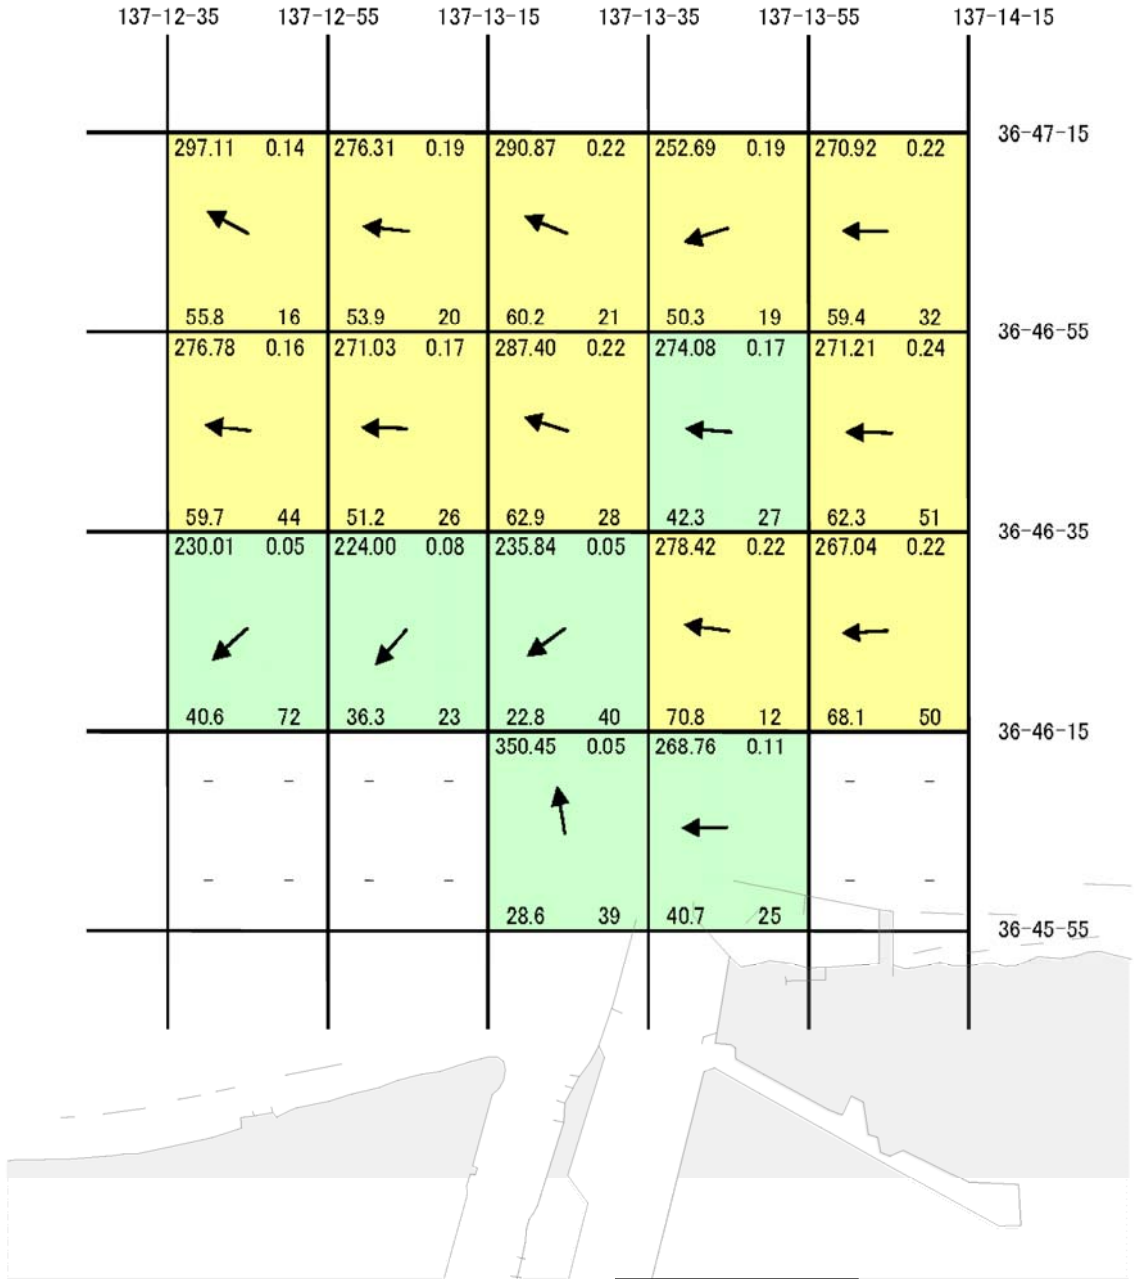 137-12-35 137-12-55 137-13-15 137-13-35 137-13-55 137-14-15
36-47-15
297.11 0.14 276.31 0.19 290.87 0.22 252.69 0.19 270.92 0.22
55.8 16 53.9 20 60.2 21 50.3 19 59.4 32
36-46-55
276.78 0.16 271.03 0.17 287.40 0.22 274.08 0.17 271.21 0.24
59.7 44 51.2 26 62.9 28 42.3 27 62.3 51
36-46-35
230.01 0.05 224.00 0.08 235.84 0.05 278.42 0.22 267.04 0.22
40.6 72 36.3 23 22.8 40 70.8 12 68.1 50
36-46-15
350.45 0.05 268.76 0.11
- - - - - -
- - - - - -
28.6 39 40.7 25
36-45-55